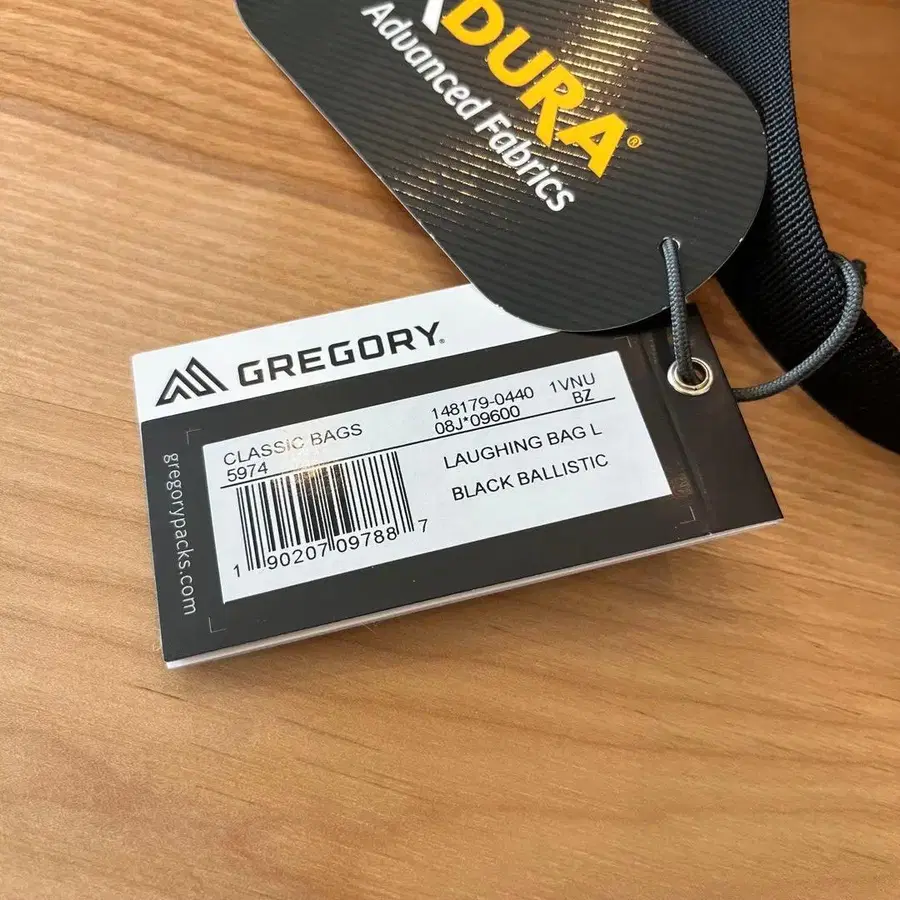 DURA®
Advanced Fabrics
GREGORY®
CLASSIC BAGS 148179-0440 1VNU
5974 08J*09600 BZ
LAUGHING BAG L
BLACK BALLISTIC
1 90207 09788 7
gregorypacks.com